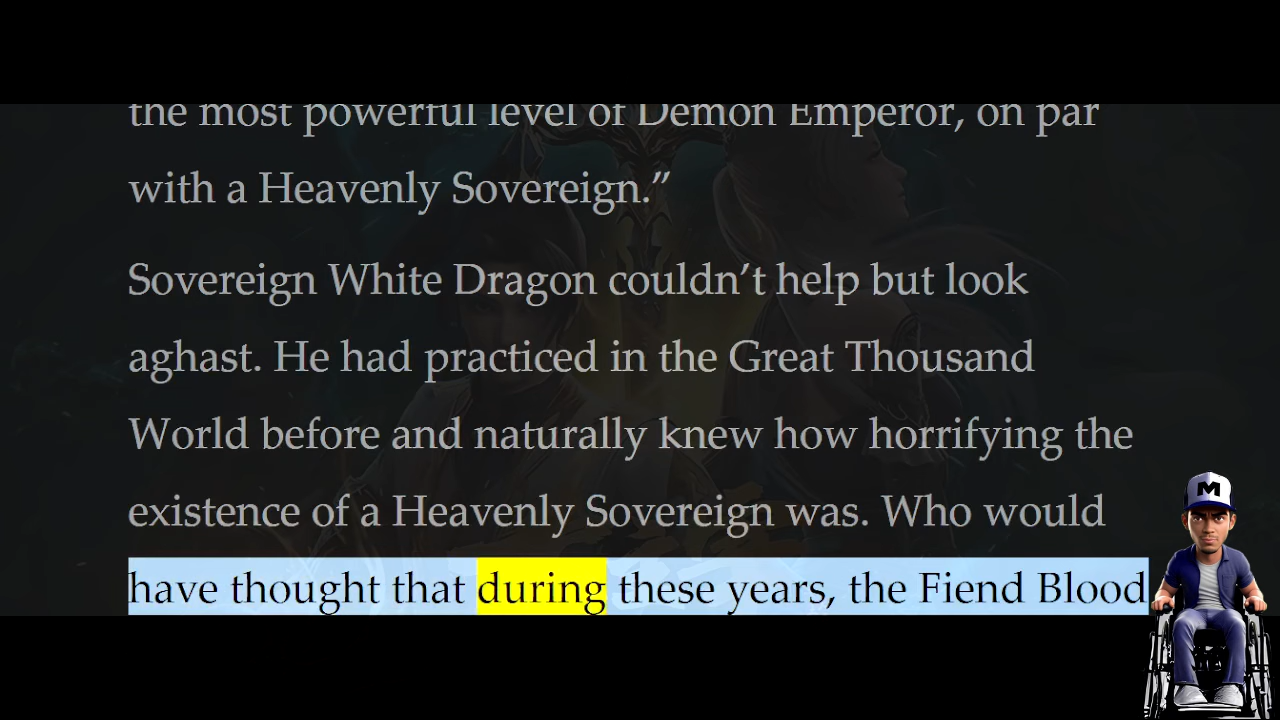 the most powerful level of Demon Emperor, on par
with a Heavenly Sovereign.”
Sovereign White Dragon couldn’t help but look
aghast. He had practiced in the Great Thousand
World before and naturally knew how horrifying the
existence of a Heavenly Sovereign was. Who would
have thought that during these years, the Fiend Blood
M